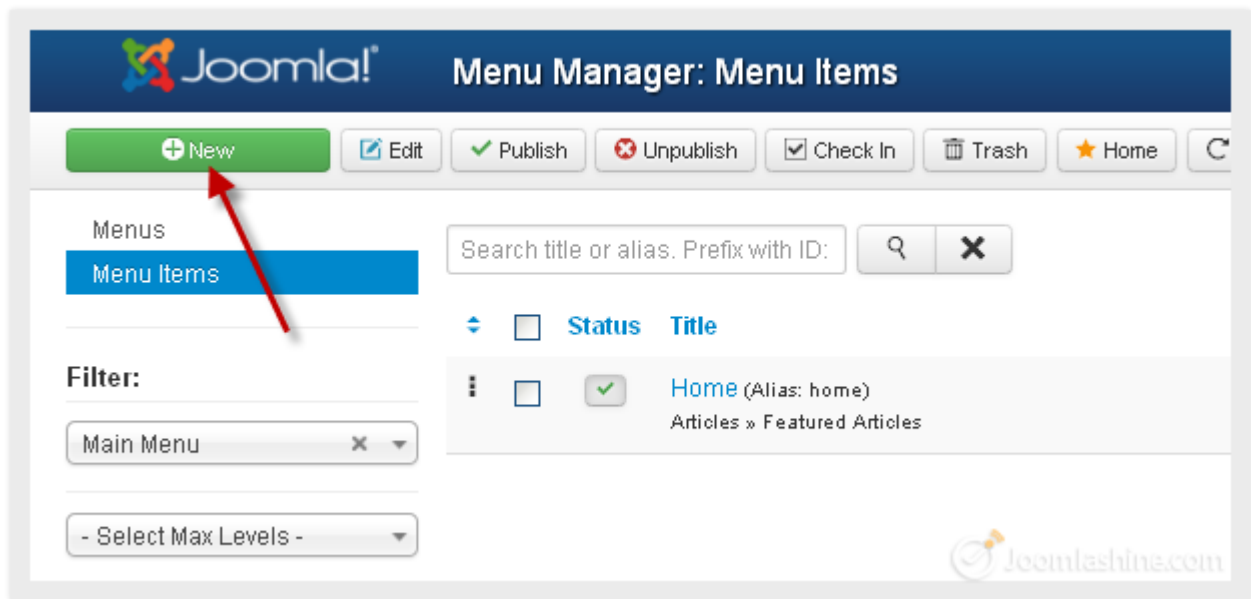 Joomla!®
Menu Manager: Menu Items
New
Edit
Publish
Unpublish
Check In
Trash
Home
Menus
Menu Items
Search title or alias. Prefix with ID:
Status
Title
Filter:
Home (Alias: home)
Articles » Featured Articles
Main Menu
- Select Max Levels -
Joomlashine.com